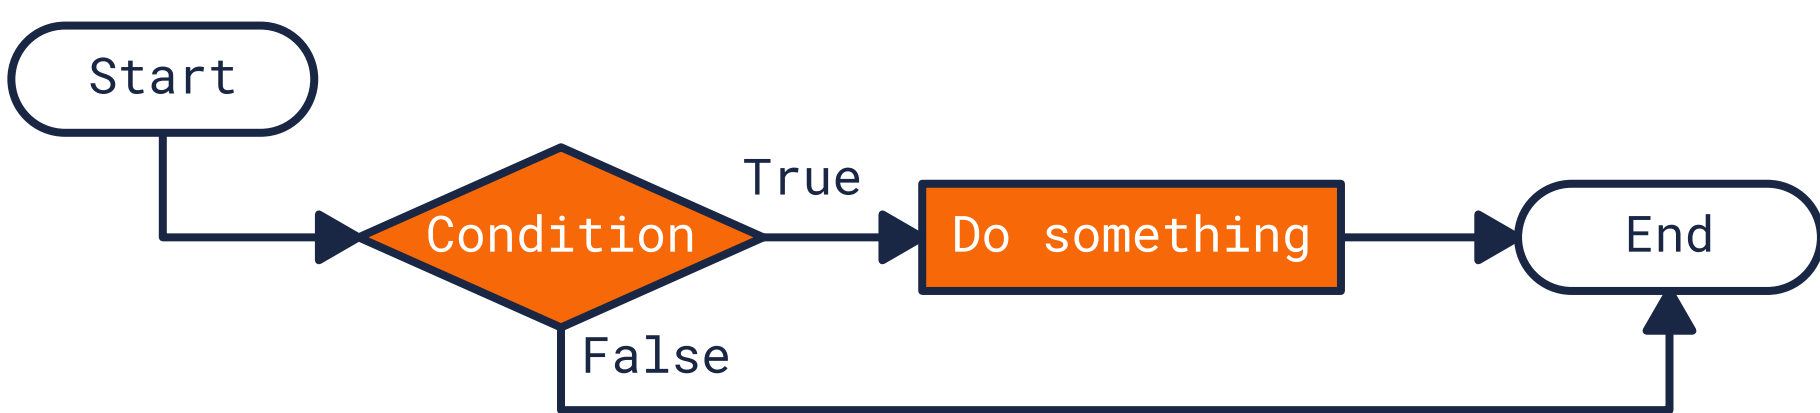 Start
True
Condition
Do something
End
False